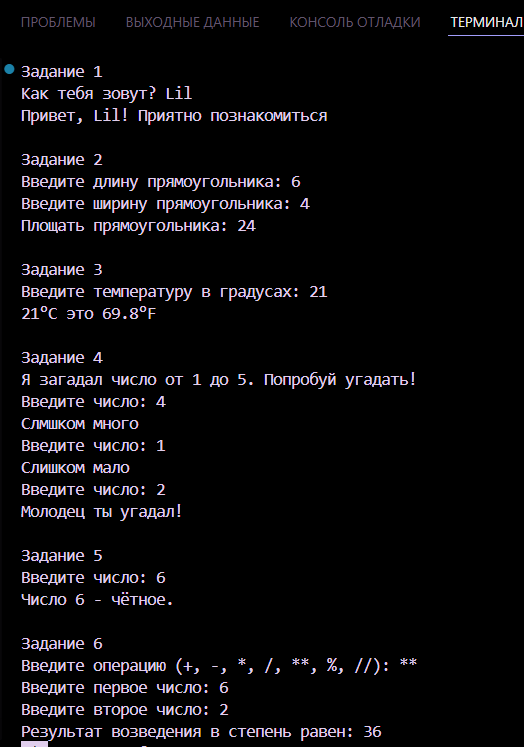 ПРОБЛЕМЫ ВЫХОДНЫЕ ДАННЫЕ КОНСОЛЬ ОТЛАДКИ ТЕРМИНАЛ
Задание 1
Как тебя зовут? Lil
Привет, Lil! Приятно познакомиться
Задание 2
Введите длину прямоугольника: 6
Введите ширину прямоугольника: 4
Площать прямоугольника: 24
Задание 3
Введите температуру в градусах: 21
21°C это 69.8°F
Задание 4
Я загадал число от 1 до 5. Попробуй угадать!
Введите число: 4
Слмшком много
Введите число: 1
Слишком мало
Введите число: 2
Молодец ты угадал!
Задание 5
Введите число: 6
Число 6 - чётное.
Задание 6
Введите операцию (+, -, *, /, **, %, //): **
Введите первое число: 6
Введите второе число: 2
Результат возведения в степень равен: 36